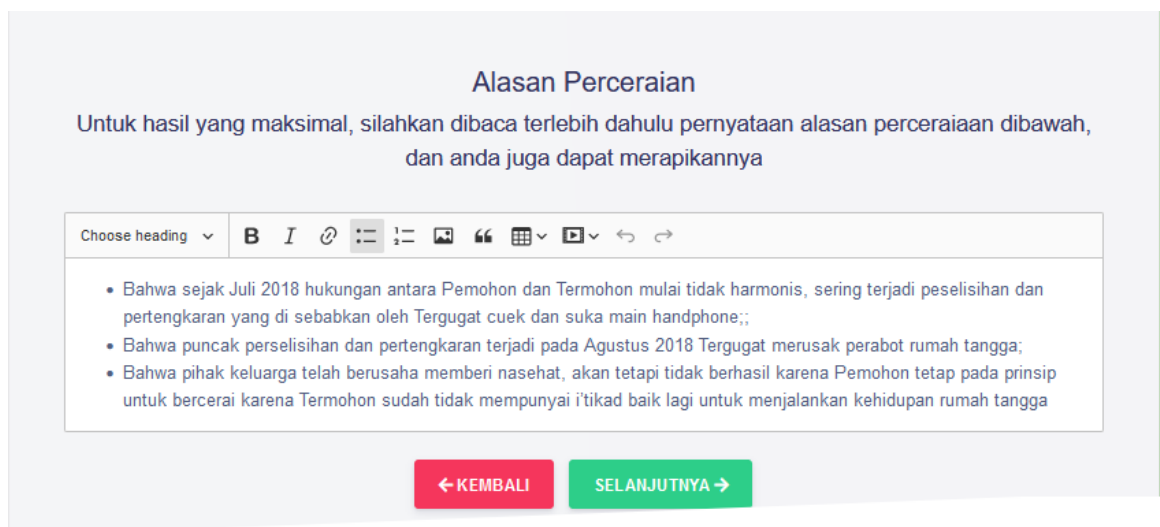 Alasan Perceraian
Untuk hasil yang maksimal, silahkan dibaca terlebih dahulu pernyataan alasan perceraiaan dibawah,
dan anda juga dapat merapikannya
Choose heading
• Bahwa sejak Juli 2018 hukungan antara Pemohon dan Termohon mulai tidak harmonis, sering terjadi peselisihan dan
pertengkaran yang di sebabkan oleh Tergugat cuek dan suka main handphone;;
• Bahwa puncak perselisihan dan pertengkaran terjadi pada Agustus 2018 Tergugat merusak perabot rumah tangga;
• Bahwa pihak keluarga telah berusaha memberi nasehat, akan tetapi tidak berhasil karena Pemohon tetap pada prinsip
untuk bercerai karena Termohon sudah tidak mempunyai i'tikad baik lagi untuk menjalankan kehidupan rumah tangga
←KEMBALI SELANJUTNYA→